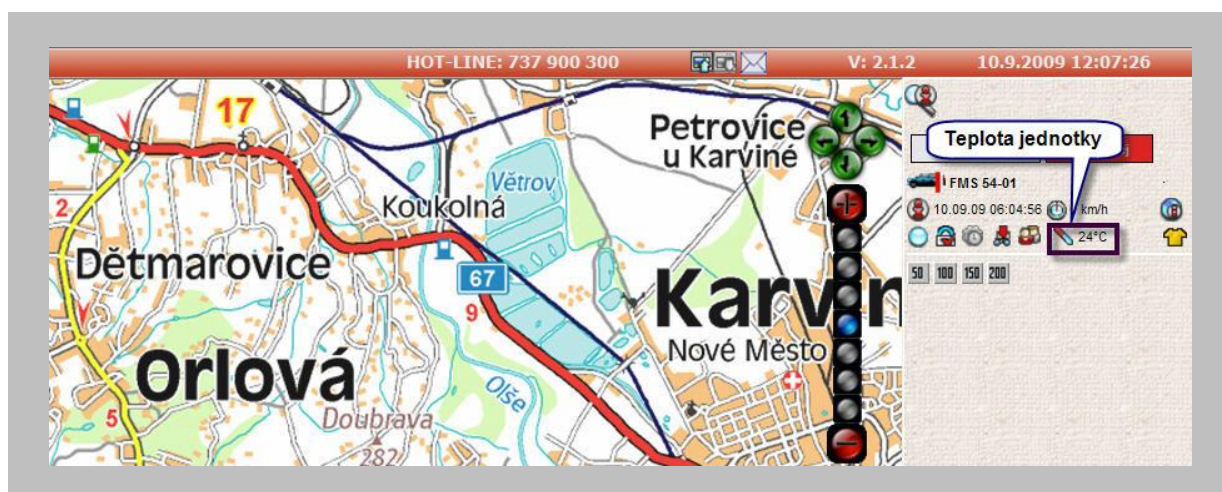 HOT-LINE: 737 900 300
V: 2.1.2
10.9.2009 12:07:26
17
Petrovice
u Karviné
Větrov
Koukolná
2
Dětmarovice
67
9
Karvin
Nové Město
Orlová
Olše
5
Doubrava
282
Teplota jednotky
FMS 54-01
10.09.09 06:04:56
km/h
24°C
50 100 150 200